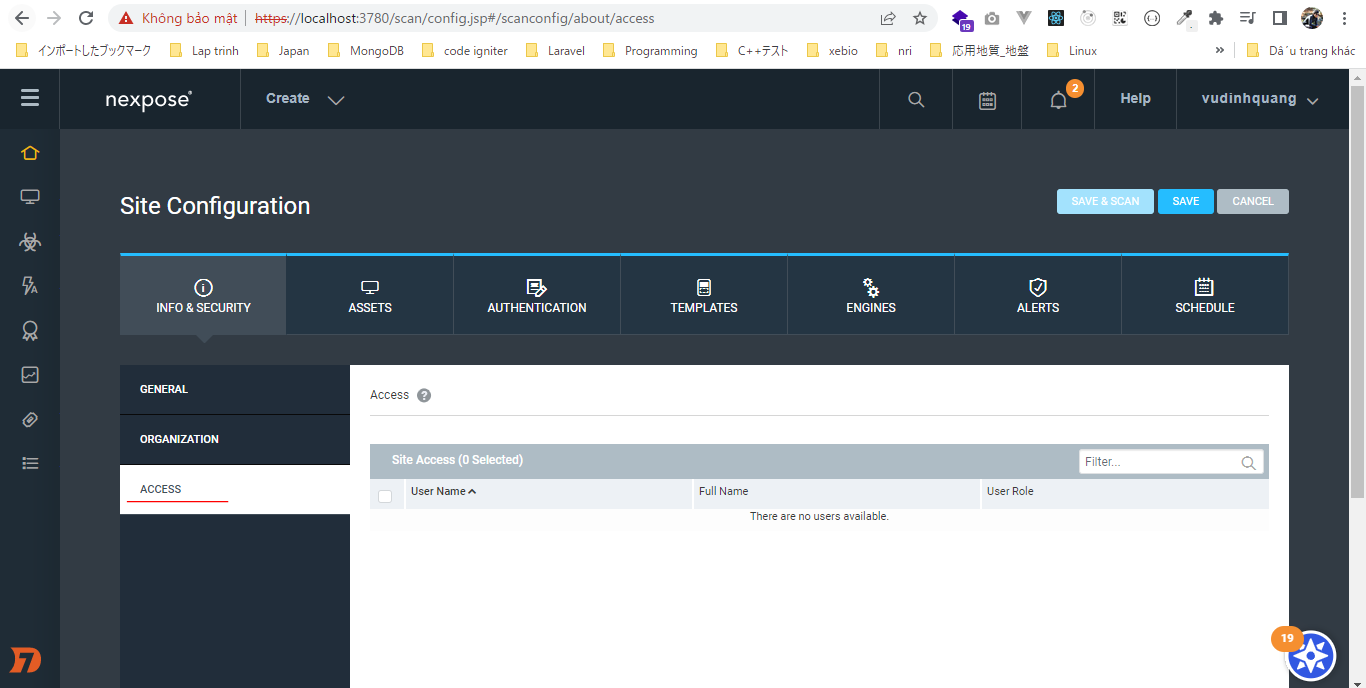 Không bảo mật
https://localhost:3780/scan/config.jsp#/scanconfig/about/access
19
インポートしたブックマーク
Lap trinh
Japan
MongoDB
code igniter
Laravel
Programming
C++テスト
xebio
nri
応用地質_地盤
Linux
»
Dấu trang khác
nexpose®
Create
2
Help
vudinhquang
Site Configuration
SAVE & SCAN
SAVE
CANCEL
INFO & SECURITY
ASSETS
AUTHENTICATION
TEMPLATES
ENGINES
ALERTS
SCHEDULE
GENERAL
ORGANIZATION
ACCESS
Access ?
Site Access (0 Selected)
Filter...
User Name
Full Name
User Role
There are no users available.
19